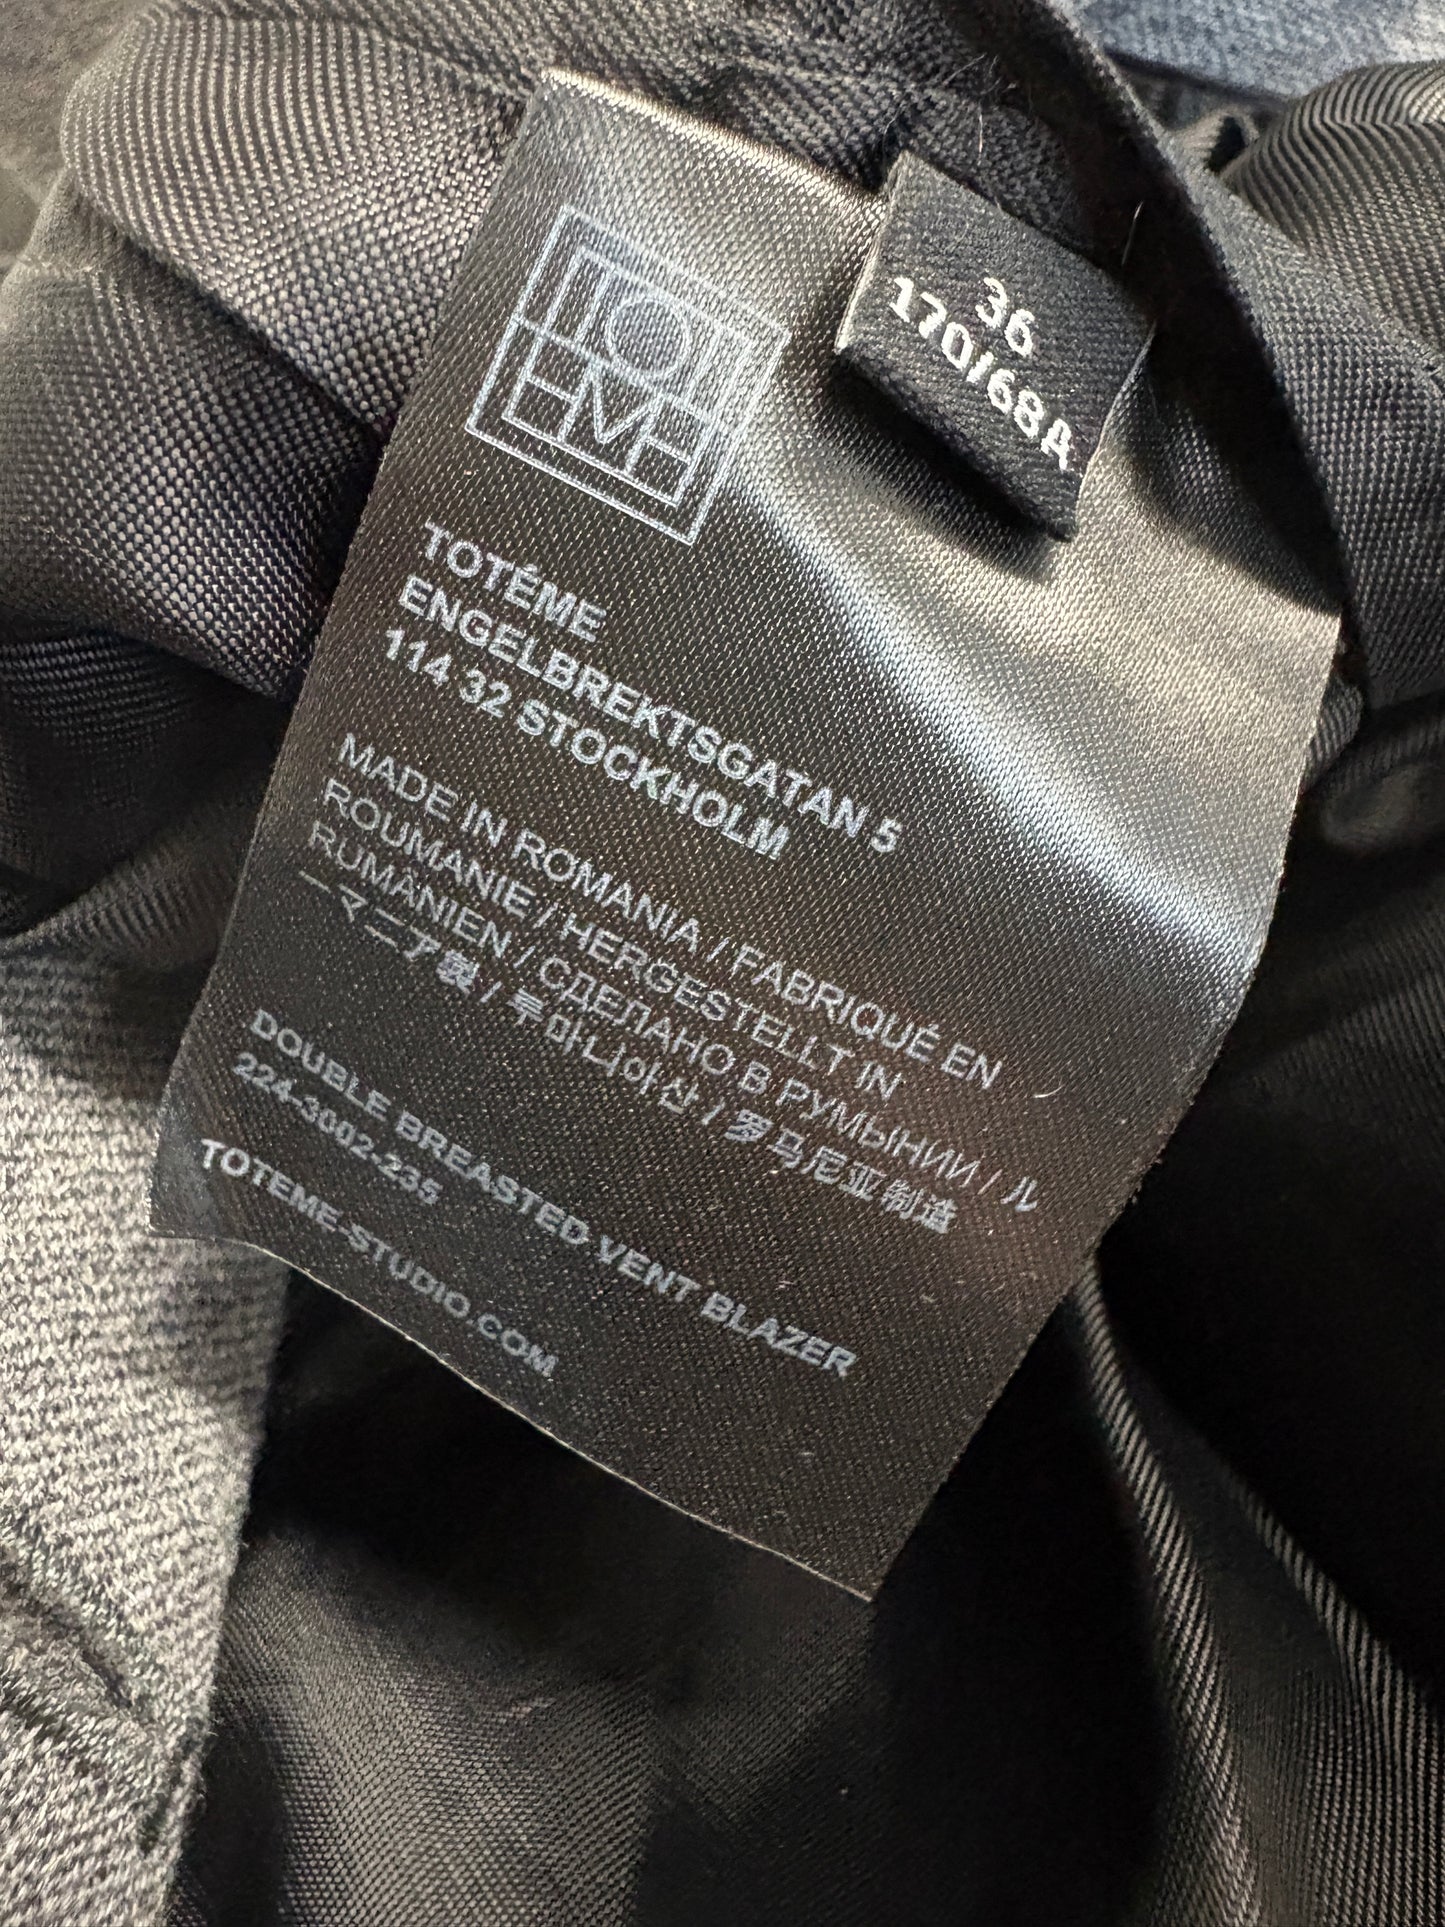 TOTEME
36
170/68A
TOTÉME
ENGELBREKTSGATAN 5
114 32 STOCKHOLM
MADE IN ROMANIA / FABRIQUÉ EN
ROUMANIE / HERGESTELLT IN
RUMÂNIEN / СДЕЛАНО В РУМЫНИИ / ル
ーマニア製 / 루마니아산 / 罗马尼亚制造
DOUBLE BREASTED VENT BLAZER
224-3002-235
TOTEME-STUDIO.COM